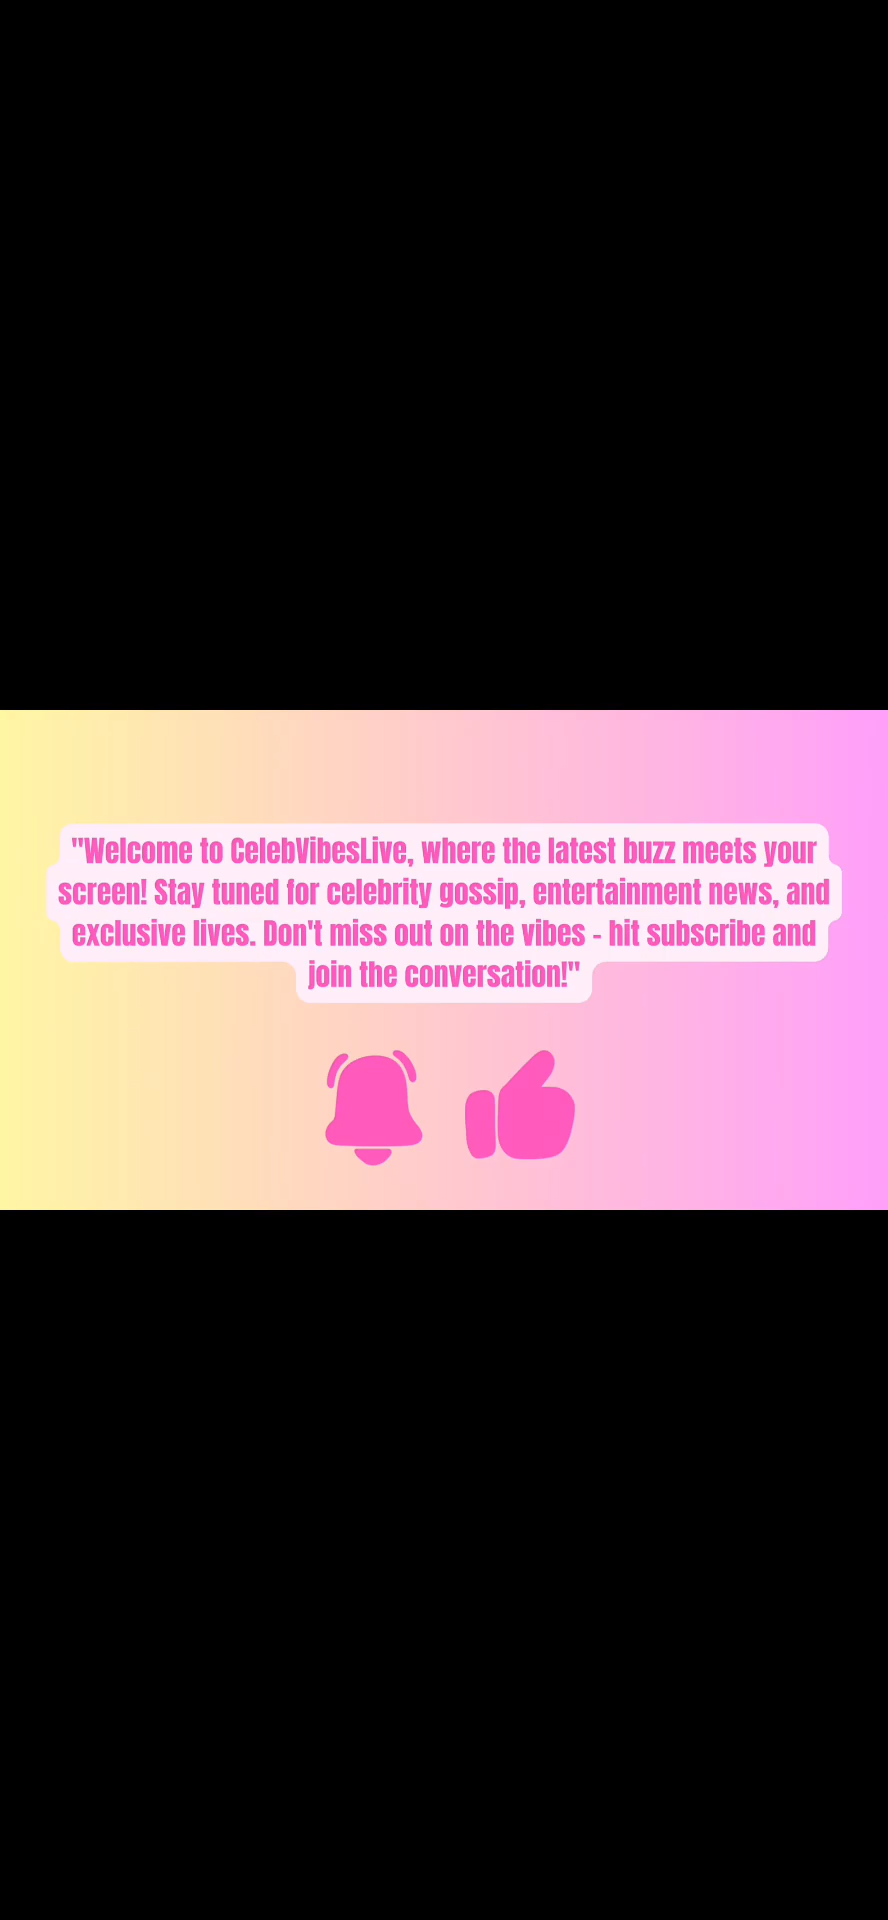 "Welcome to CelebVibesLive, where the latest buzz meets your
screen! Stay tuned for celebrity gossip, entertainment news, and
exclusive lives. Don't miss out on the vibes - hit subscribe and
join the conversation!"